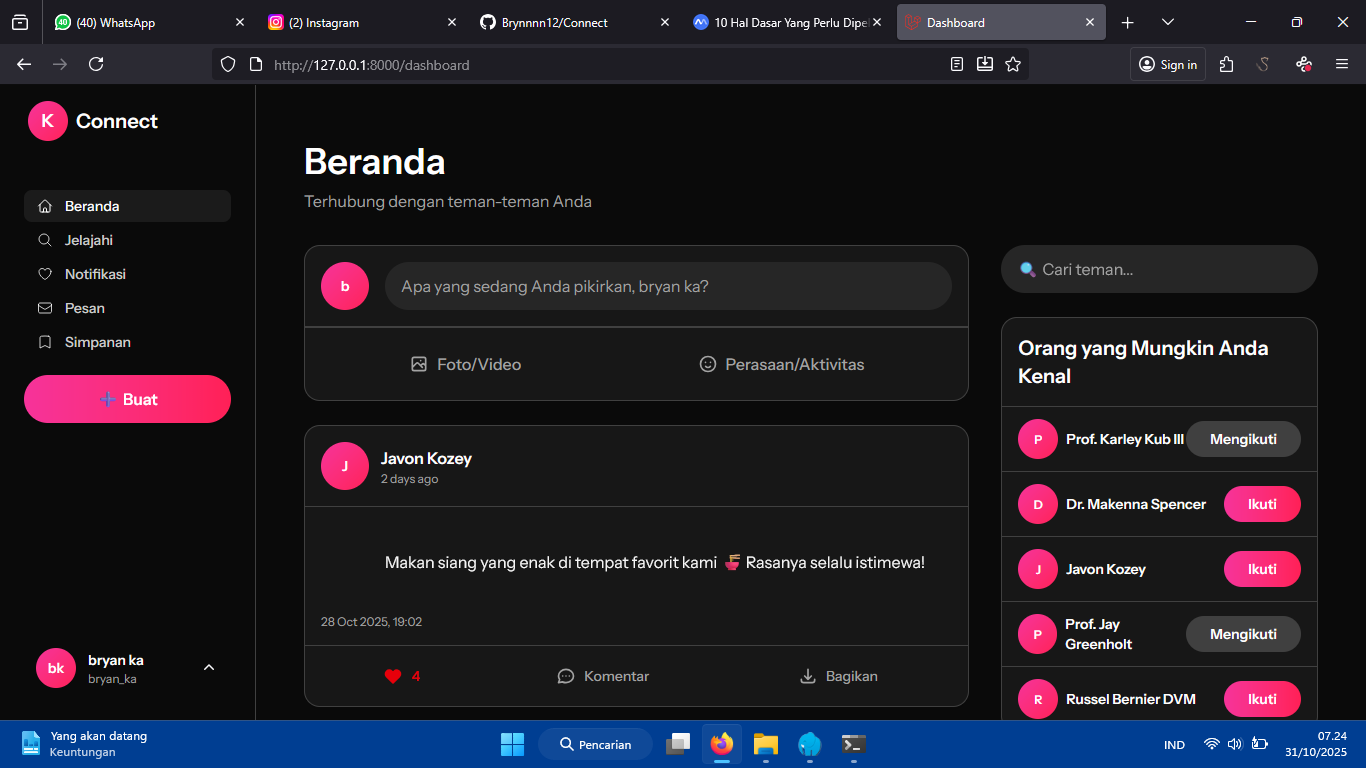 (40) WhatsApp
(2) Instagram
Brynnnn12/Connect
10 Hal Dasar Yang Perlu Dipel
Dashboard
http://127.0.0.1:8000/dashboard
Sign in
K
Connect
Beranda
Jelajahi
Notifikasi
Pesan
Simpanan
Buat
bk
bryan ka
bryan_ka
Beranda
Terhubung dengan teman-teman Anda
b
Apa yang sedang Anda pikirkan, bryan ka?
Foto/Video
Perasaan/Aktivitas
J
Javon Kozey
2 days ago
Makan siang yang enak di tempat favorit kami 🍜 Rasanya selalu istimewa!
28 Oct 2025, 19:02
4
Komentar
Bagikan
🔍 Cari teman...
Orang yang Mungkin Anda
Kenal
P
Prof. Karley Kub III
Mengikuti
D
Dr. Makenna Spencer
Ikuti
J
Javon Kozey
Ikuti
P
Prof. Jay
Greenholt
Mengikuti
R
Russel Bernier DVM
Ikuti
Yang akan datang
Keuntungan
Pencarian
IND
07.24
31/10/2025